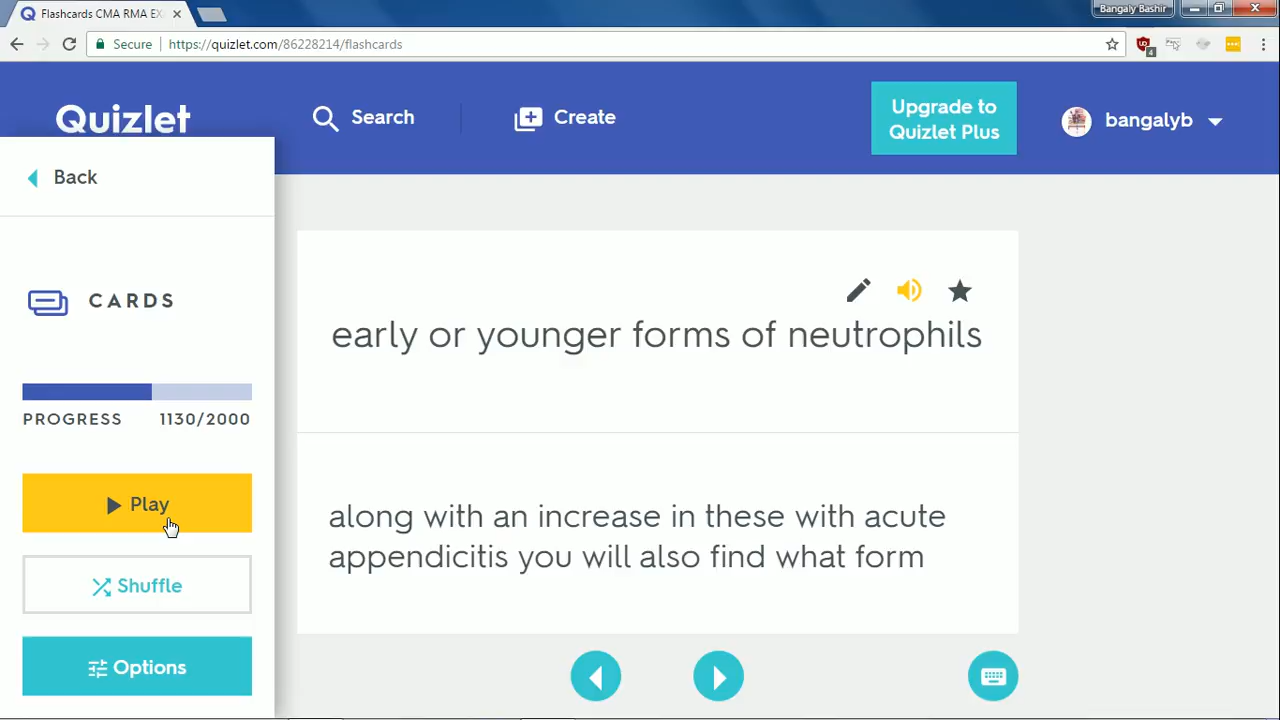 Flashcards CMA RMA EX
Bangaly Bashir
Secure
https://quizlet.com/86228214/flashcards
4
Quizlet
Search
Create
Upgrade to
Quizlet Plus
bangalyb
Back
CARDS
PROGRESS 1130/2000
Play
Shuffle
Options
early or younger forms of neutrophils
along with an increase in these with acute
appendicitis you will also find what form